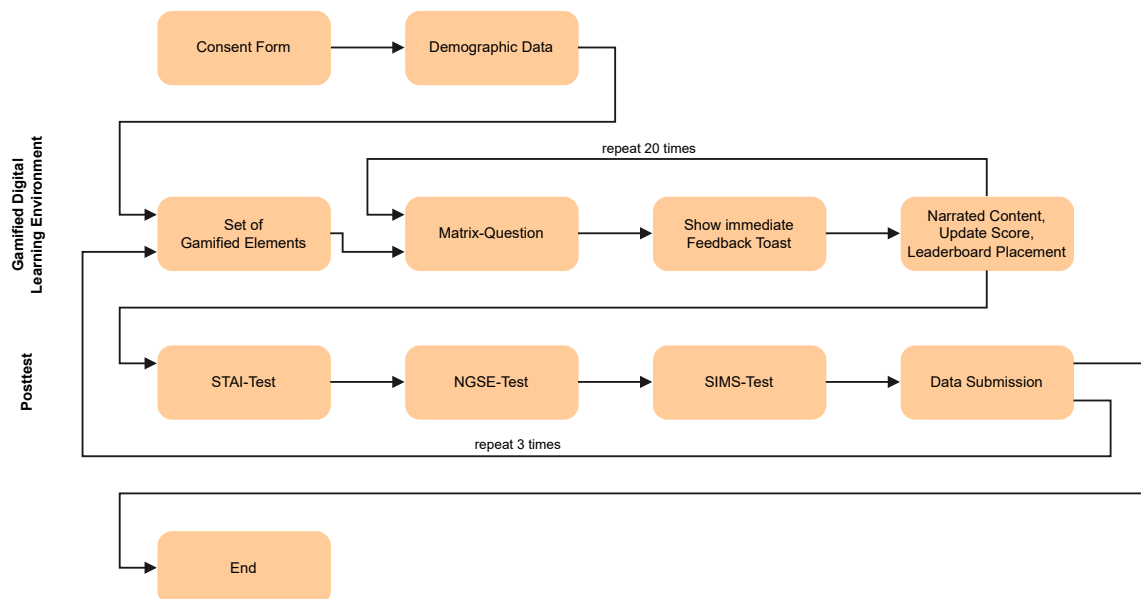 Consent Form
Demographic Data
Gamified Digital
Learning Environment
repeat 20 times
Set of
Gamified Elements
Matrix-Question
Show immediate
Feedback Toast
Narrated Content,
Update Score,
Leaderboard Placement
Posttest
STAI-Test
NGSE-Test
SIMS-Test
Data Submission
repeat 3 times
End